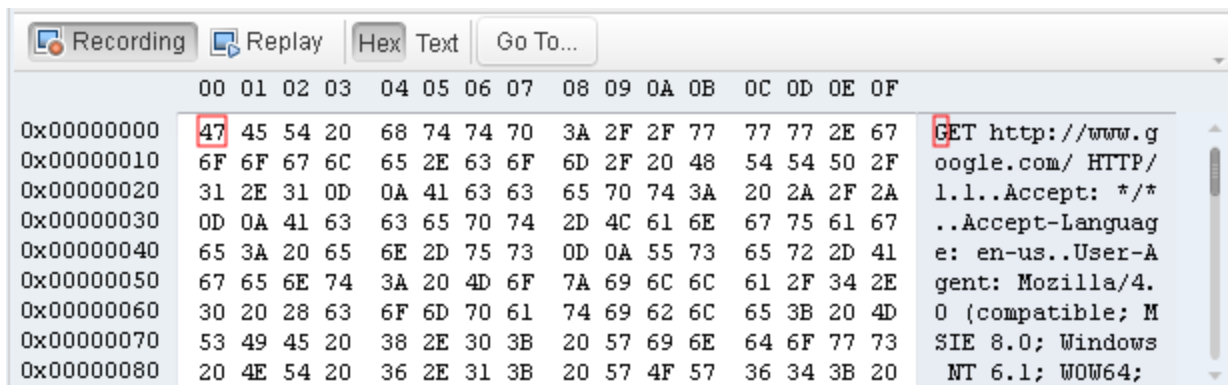 Recording Replay Hex Text Go To...
00 01 02 03 04 05 06 07 08 09 0A 0B 0C 0D 0E 0F
0x00000000 47 45 54 20 68 74 74 70 3A 2F 2F 77 77 77 2E 67 GET http://www.g
0x00000010 6F 6F 67 6C 65 2E 63 6F 6D 2F 20 48 54 54 50 2F oogle.com/ HTTP/
0x00000020 31 2E 31 0D 0A 41 63 63 65 70 74 3A 20 2A 2F 2A 1.1..Accept: */*
0x00000030 0D 0A 41 63 63 65 70 74 2D 4C 61 6E 67 75 61 67 ..Accept-Languag
0x00000040 65 3A 20 65 6E 2D 75 73 0D 0A 55 73 65 72 2D 41 e: en-us..User-A
0x00000050 67 65 6E 74 3A 20 4D 6F 7A 69 6C 6C 61 2F 34 2E gent: Mozilla/4.
0x00000060 30 20 28 63 6F 6D 70 61 74 69 62 6C 65 3B 20 4D 0 (compatible; M
0x00000070 53 49 45 20 38 2E 30 3B 20 57 69 6E 64 6F 77 73 SIE 8.0; Windows
0x00000080 20 4E 54 20 36 2E 31 3B 20 57 4F 57 36 34 3B 20 NT 6.1; WOW64;